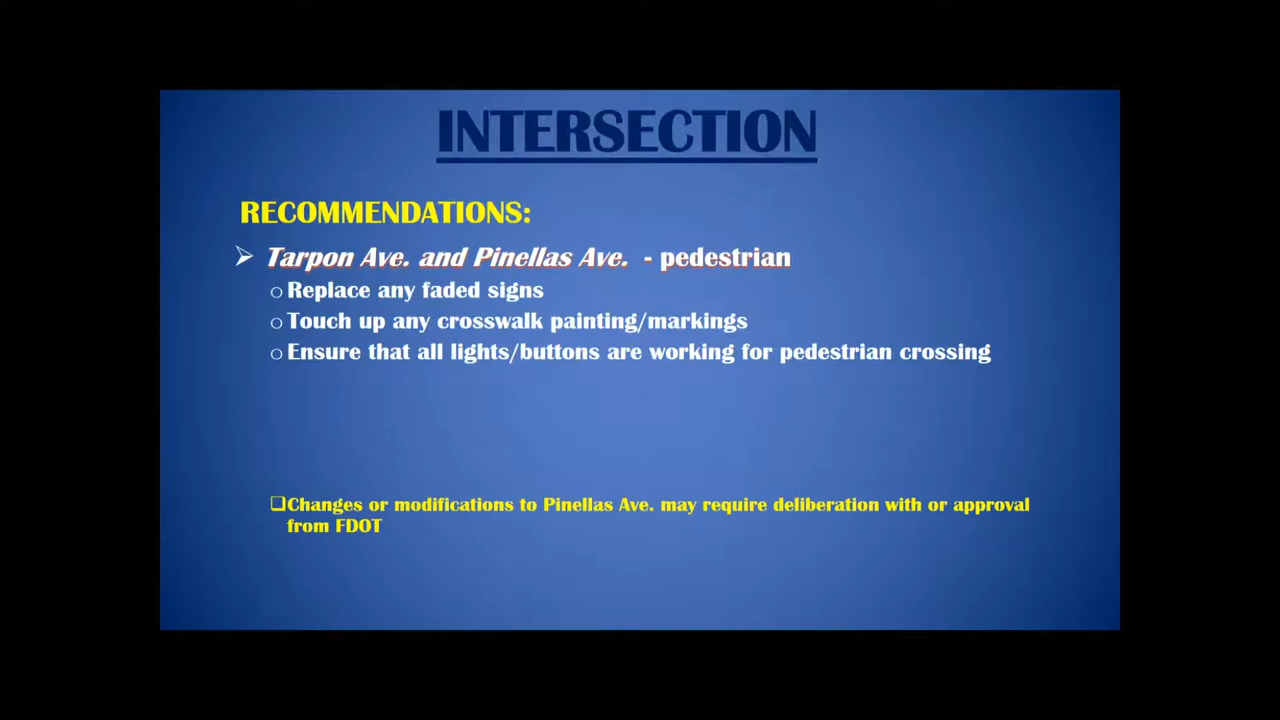 INTERSECTION
RECOMMENDATIONS:
➢ Tarpon Ave. and Pinellas Ave. - pedestrian
○ Replace any faded signs
○ Touch up any crosswalk painting/markings
○ Ensure that all lights/buttons are working for pedestrian crossing
❑ Changes or modifications to Pinellas Ave. may require deliberation with or approval
from FDOT